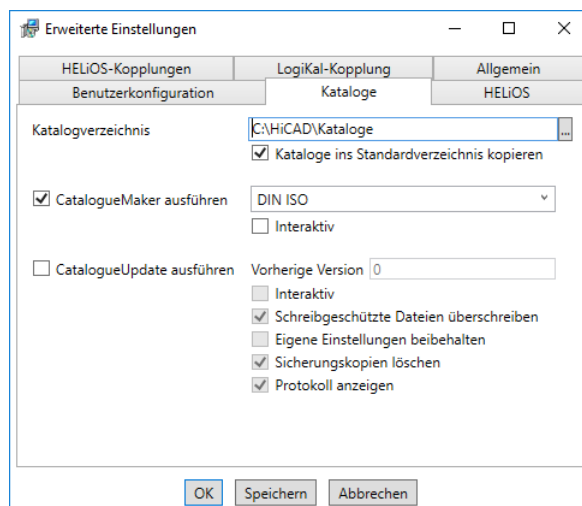 Erweiterte Einstellungen
HELiOS-Kopplungen LogiKal-Kopplung Allgemein
Benutzerkonfiguration Kataloge HELiOS
Katalogverzeichnis C:\HiCAD\Kataloge ...
Kataloge ins Standardverzeichnis kopieren
CatalogueMaker ausführen DIN ISO
Interaktiv
CatalogueUpdate ausführen Vorherige Version 0
Interaktiv
Schreibgeschützte Dateien überschreiben
Eigene Einstellungen beibehalten
Sicherungskopien löschen
Protokoll anzeigen
OK Speichern Abbrechen